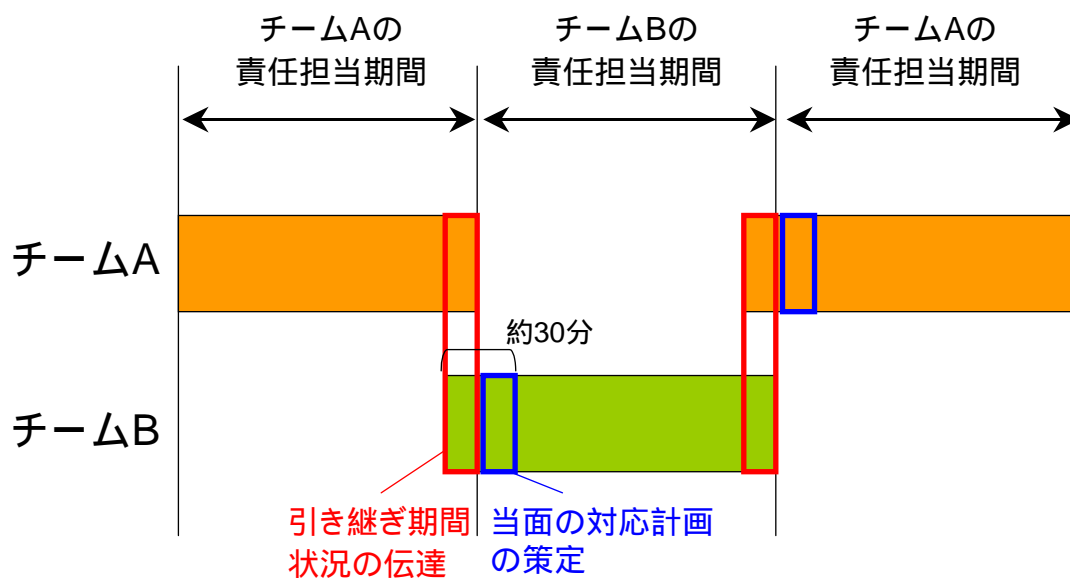 チームAの
責任担当期間
チームBの
責任担当期間
チームAの
責任担当期間
チームA
約30分
チームB
引き継ぎ期間
状況の伝達
当面の対応計画
の策定